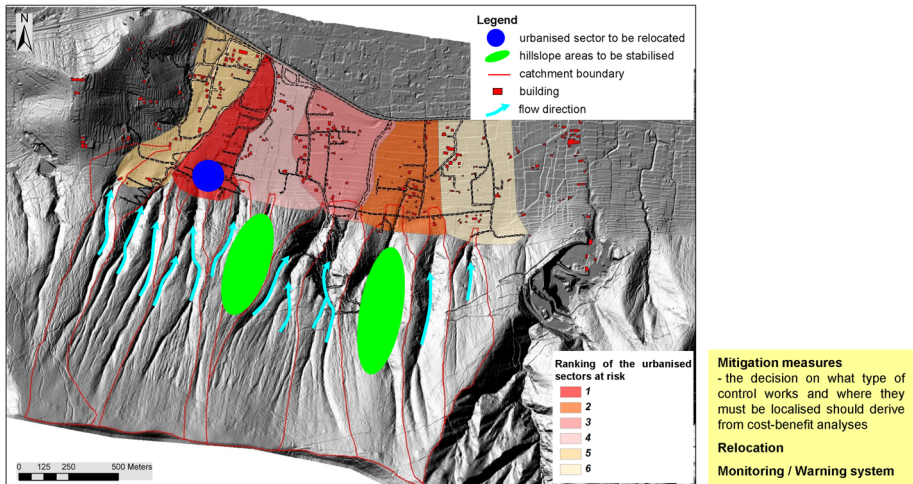 N
Legend
urbanised sector to be relocated
hillslope areas to be stabilised
catchment boundary
building
flow direction
Ranking of the urbanised
sectors at risk
1
2
3
4
5
6
0 125 250 500 Meters
Mitigation measures
- the decision on what type of
control works and where they
must be localised should derive
from cost-benefit analyses
Relocation
Monitoring / Warning system